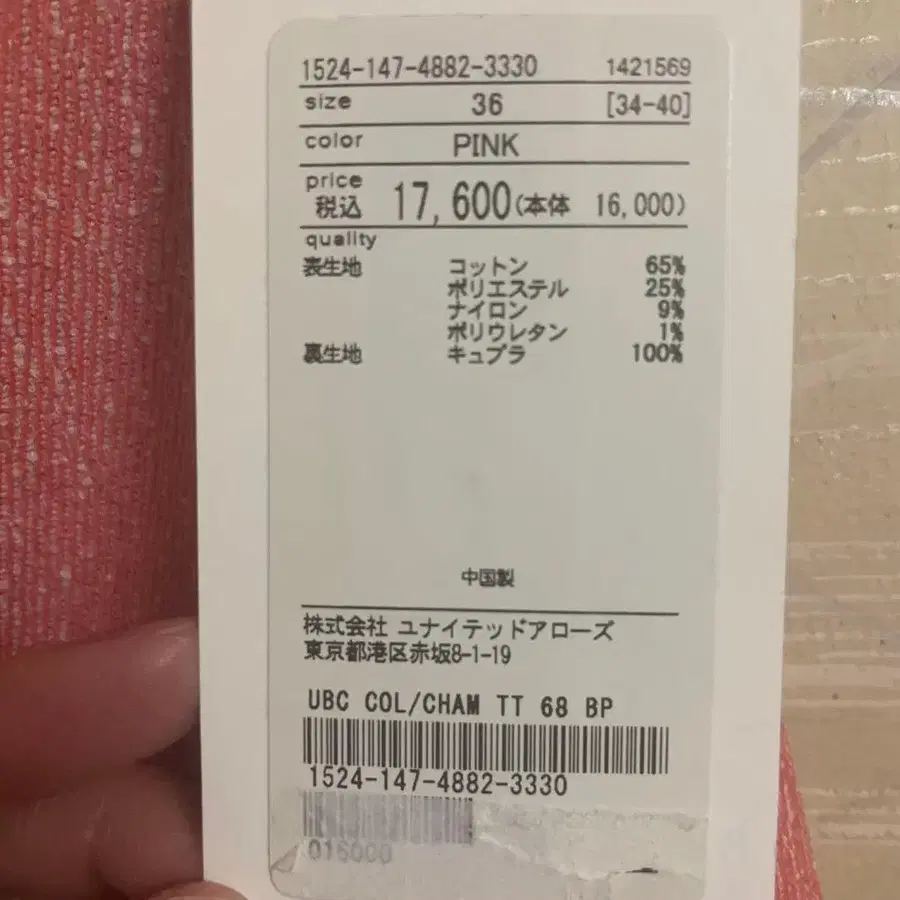 1524-147-4882-3330 1421569
size 36 [34-40]
color PINK
price
税込 17,600(本体 16,000)
quality
表生地 コットン 65%
ポリエステル 25%
ナイロン 9%
ポリウレタン 1%
裏生地 キュプラ 100%
中国製
株式会社 ユナイテッドアローズ
東京都港区赤坂8-1-19
UBC COL/CHAM TT 68 BP
1524-147-4882-3330
016000